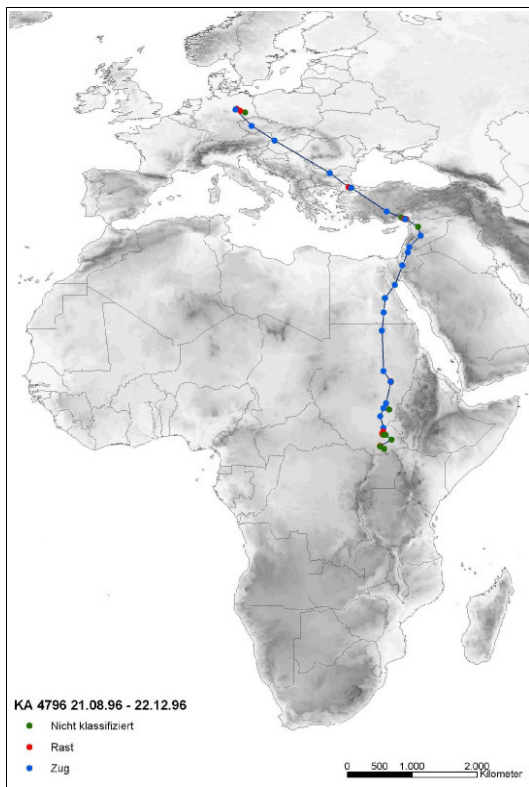 KA 4796 21.08.96 - 22.12.96
Nicht klassifiziert
Rast
Zug
0 500 1.000 2.000
Kilometer